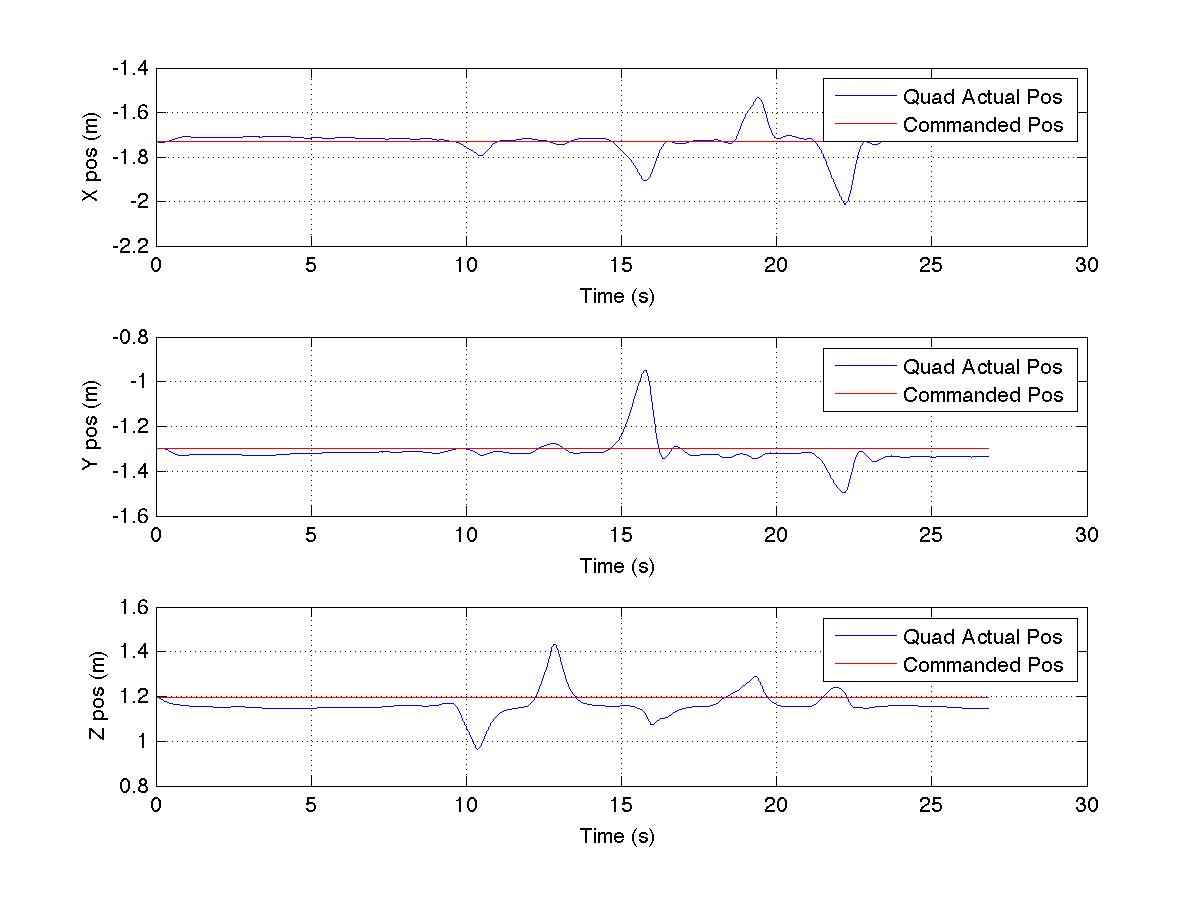 -1.4
-1.6
-1.8
-2
-2.2
X pos (m)
0 5 10 15 20 25 30
Time (s)
Quad Actual Pos
Commanded Pos
-0.8
-1
-1.2
-1.4
-1.6
Y pos (m)
0 5 10 15 20 25 30
Time (s)
Quad Actual Pos
Commanded Pos
1.6
1.4
1.2
1
0.8
Z pos (m)
0 5 10 15 20 25 30
Time (s)
Quad Actual Pos
Commanded Pos